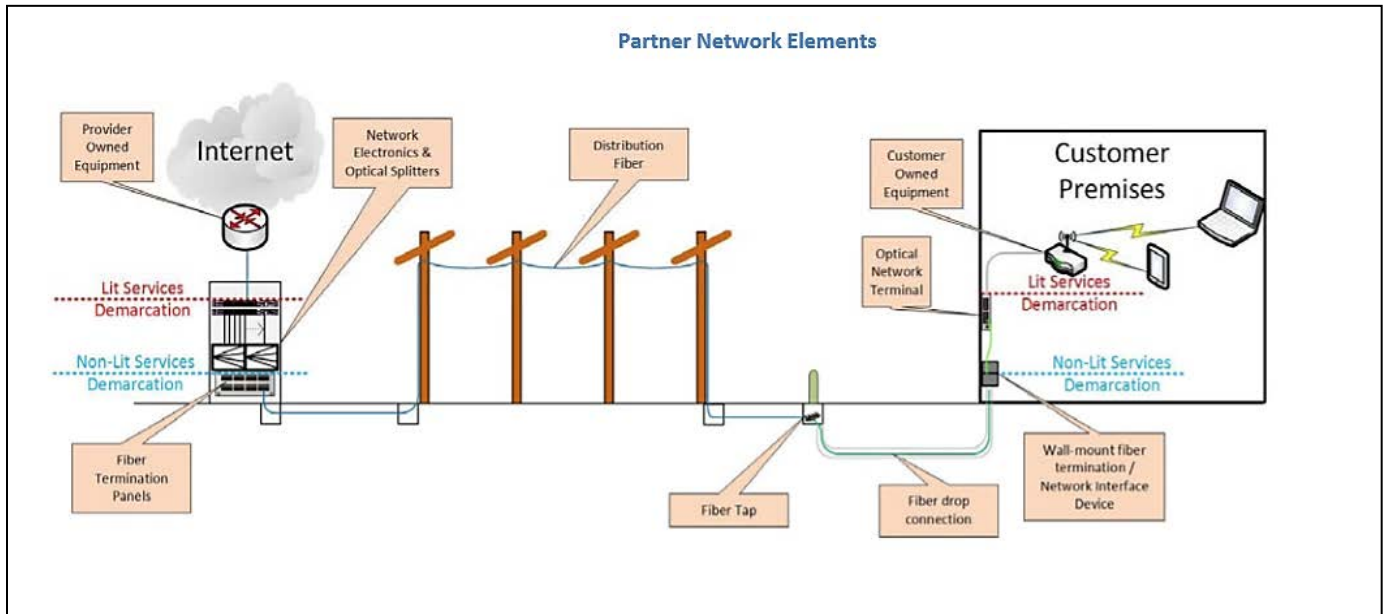 Partner Network Elements
Provider
Owned
Equipment
Internet
Network
Electronics &
Optical Splitters
Distribution
Fiber
Customer
Owned
Equipment
Customer
Premises
Optical
Network
Terminal
Lit Services
Demarcation
Lit Services
Demarcation
Non-Lit Services
Demarcation
Non-Lit Services
Demarcation
Fiber
Termination
Panels
Fiber Tap
Fiber drop
connection
Wall-mount fiber
termination /
Network Interface
Device